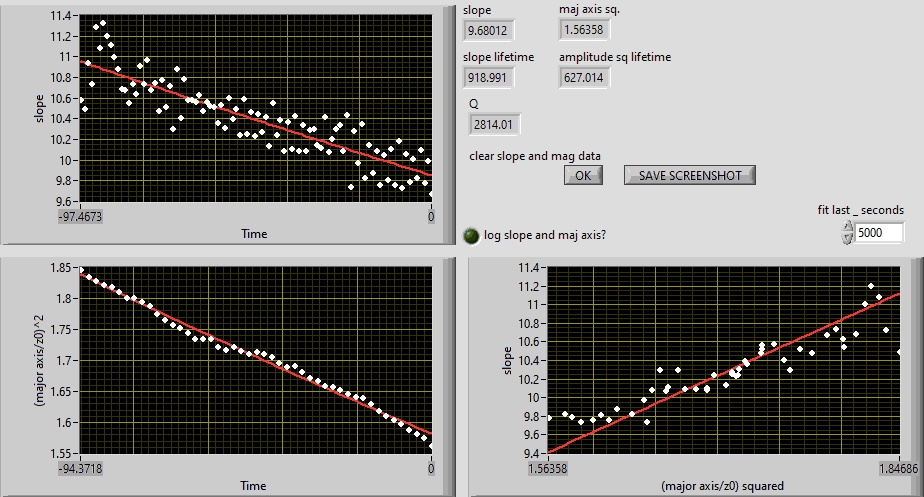 11.4
11.2
11
10.8
10.6
10.4
10.2
10
9.8
9.6
slope
-97.4673
0
Time
slope
9.68012
maj axis sq.
1.56358
slope lifetime
918.991
amplitude sq lifetime
627.014
Q
2814.01
clear slope and mag data
OK
SAVE SCREENSHOT
fit last _ seconds
5000
log slope and maj axis?
1.85
1.8
1.75
1.7
1.65
1.6
1.55
(major axis/z0)^2
-94.3718
0
Time
11.4
11.2
11
10.8
10.6
10.4
10.2
10
9.8
9.6
9.4
slope
1.56358
1.84686
(major axis/z0) squared